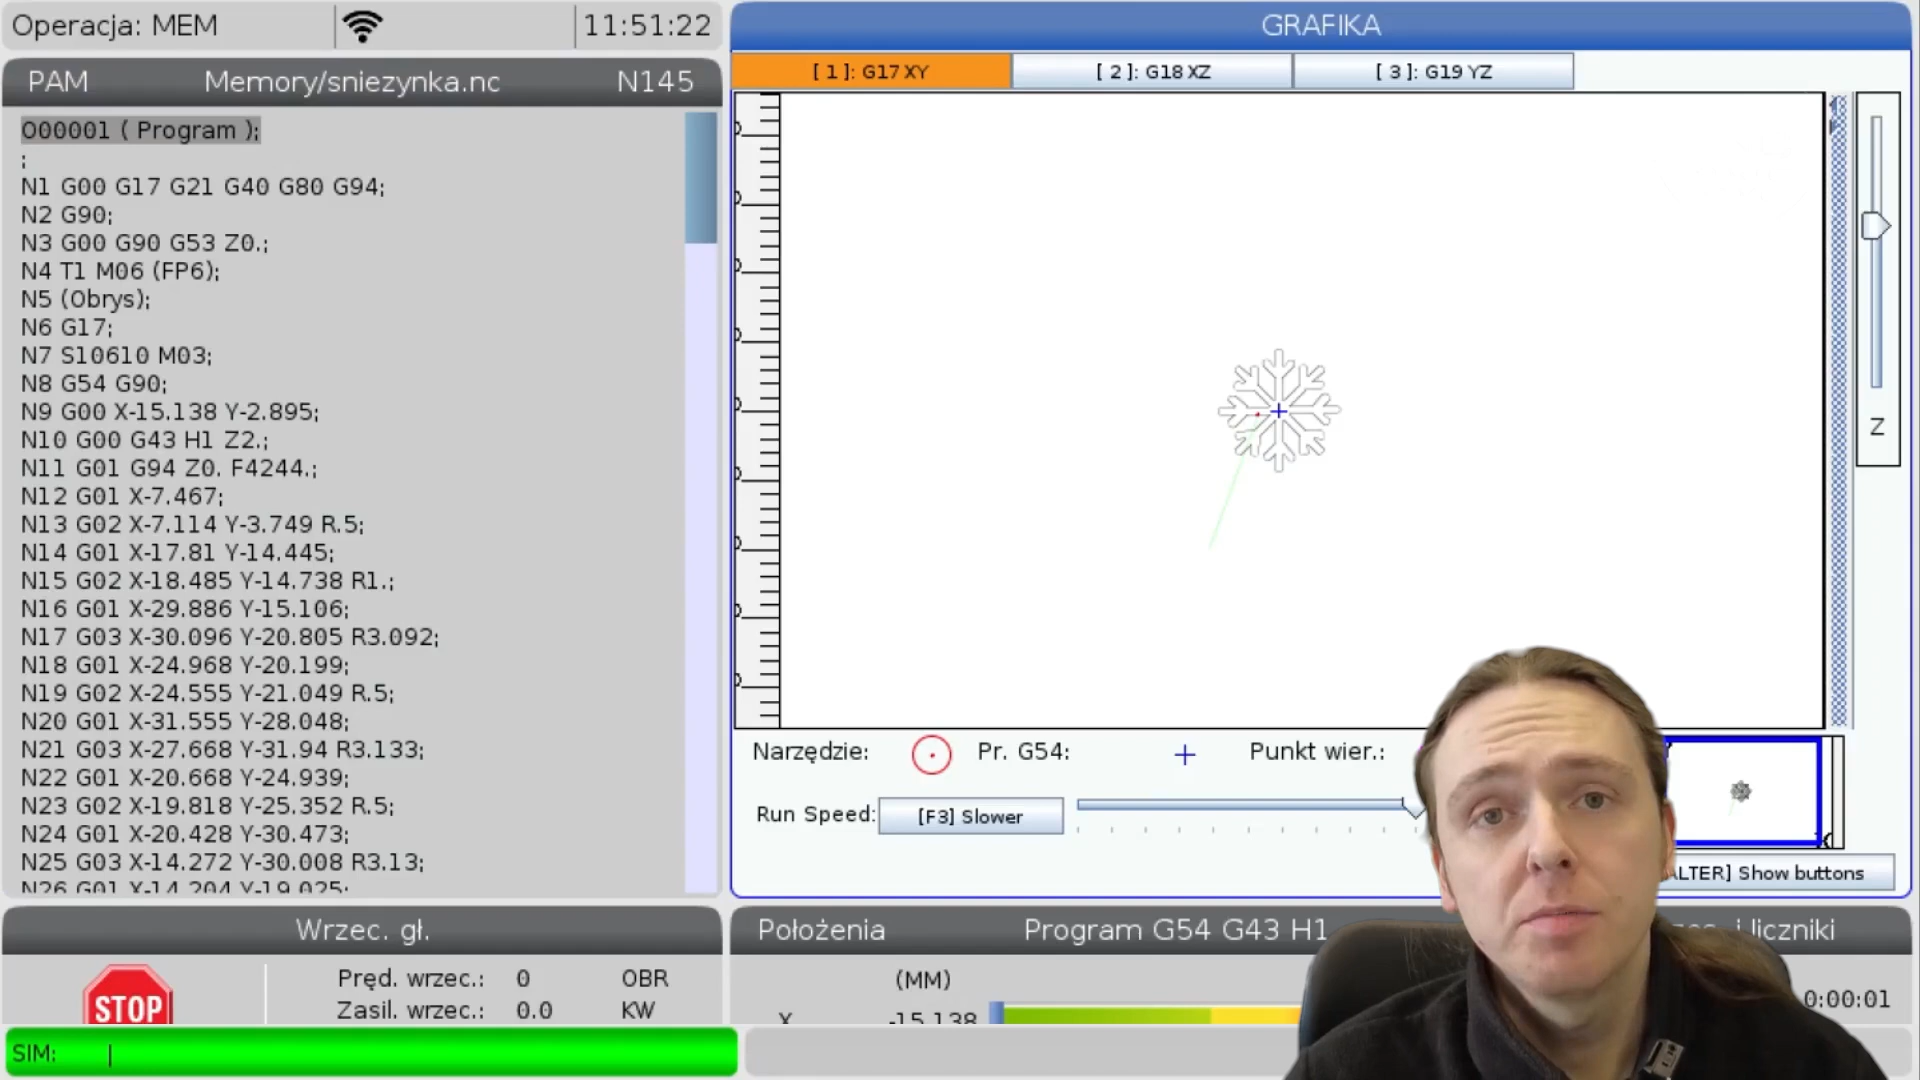 Operacja: MEM
11:51:22
PAM Memory/sniezynka.nc N145
O00001 ( Program );
;
N1 G00 G17 G21 G40 G80 G94;
N2 G90;
N3 G00 G90 G53 Z0.;
N4 T1 M06 (FP6);
N5 (Obrys);
N6 G17;
N7 S10610 M03;
N8 G54 G90;
N9 G00 X-15.138 Y-2.895;
N10 G00 G43 H1 Z2.;
N11 G01 G94 Z0. F4244.;
N12 G01 X-7.467;
N13 G02 X-7.114 Y-3.749 R.5;
N14 G01 X-17.81 Y-14.445;
N15 G02 X-18.485 Y-14.738 R1.;
N16 G01 X-29.886 Y-15.106;
N17 G03 X-30.096 Y-20.805 R3.092;
N18 G01 X-24.968 Y-20.199;
N19 G02 X-24.555 Y-21.049 R.5;
N20 G01 X-31.555 Y-28.048;
N21 G03 X-27.668 Y-31.94 R3.133;
N22 G01 X-20.668 Y-24.939;
N23 G02 X-19.818 Y-25.352 R.5;
N24 G01 X-20.428 Y-30.473;
N25 G03 X-14.272 Y-30.008 R3.13;
N26 G01 X-14.204 Y-19.025;
GRAFIKA
[ 1 ]: G17 XY
[ 2 ]: G18 XZ
[ 3 ]: G19 YZ
Z
Narzędzie: Pr. G54: Punkt wier.:
Run Speed: [F3] Slower
ALTER] Show buttons
Wrzec. gł.
STOP
Pręd. wrzec.: 0 OBR
Zasil. wrzec.: 0.0 KW
Położenia Program G54 G43 H1
(MM)
X -15.138
i liczniki
0:00:01
SIM: